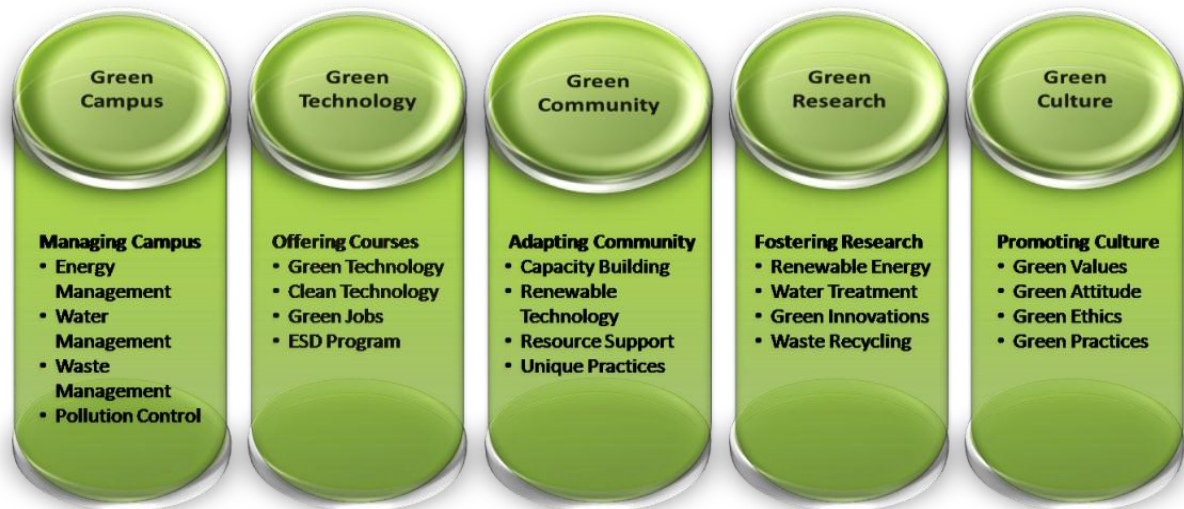 Green
Campus
Managing Campus
• Energy
Management
• Water
Management
• Waste
Management
• Pollution Control
Green
Technology
Offering Courses
• Green Technology
• Clean Technology
• Green Jobs
• ESD Program
Green
Community
Adapting Community
• Capacity Building
• Renewable
Technology
• Resource Support
• Unique Practices
Green
Research
Fostering Research
• Renewable Energy
• Water Treatment
• Green Innovations
• Waste Recycling
Green
Culture
Promoting Culture
• Green Values
• Green Attitude
• Green Ethics
• Green Practices